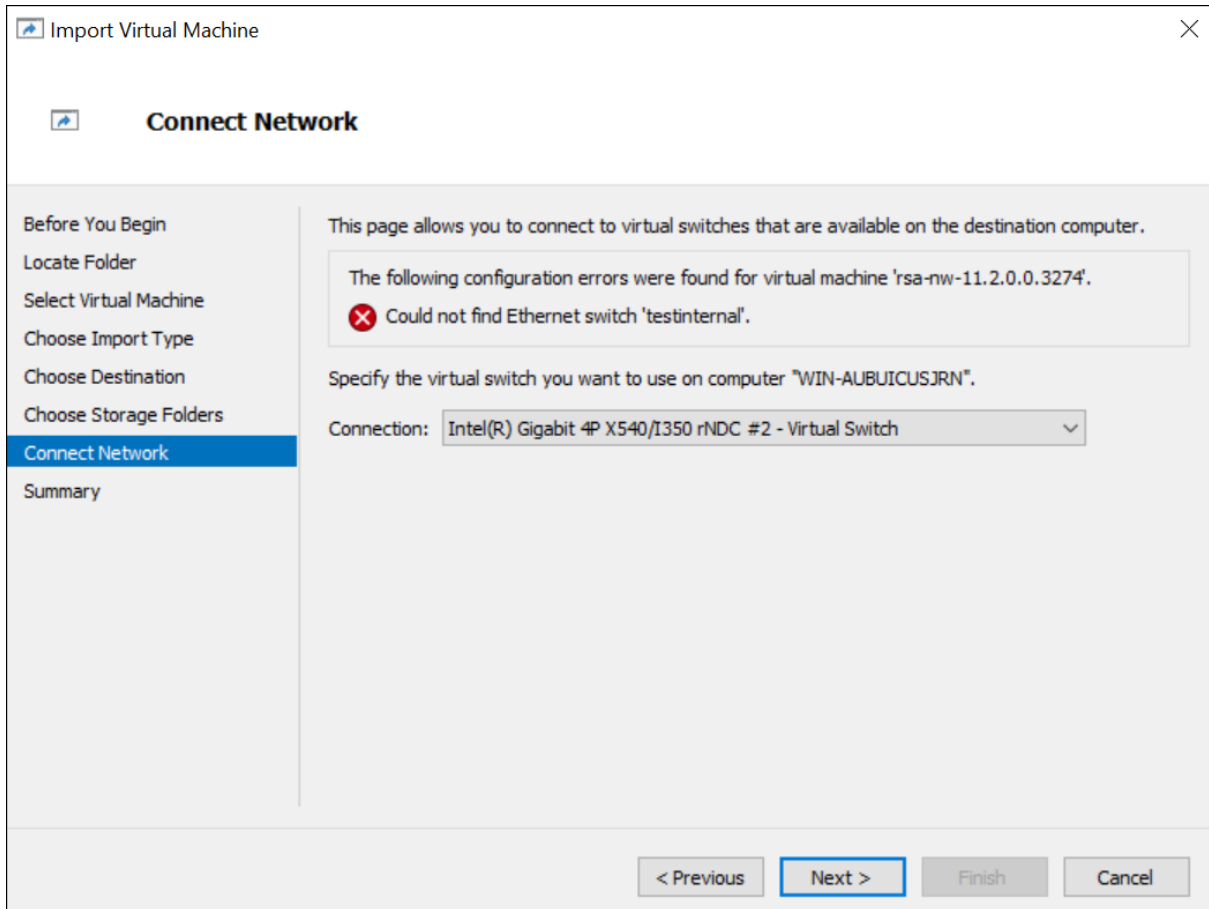 Import Virtual Machine
Connect Network
Before You Begin
Locate Folder
Select Virtual Machine
Choose Import Type
Choose Destination
Choose Storage Folders
Connect Network
Summary
This page allows you to connect to virtual switches that are available on the destination computer.
The following configuration errors were found for virtual machine 'rsa-nw-11.2.0.0.3274'.
Could not find Ethernet switch 'testinternal'.
Specify the virtual switch you want to use on computer "WIN-AUBUICUSJRN".
Connection: Intel(R) Gigabit 4P X540/I350 rNDC #2 - Virtual Switch
< Previous Next > Finish Cancel